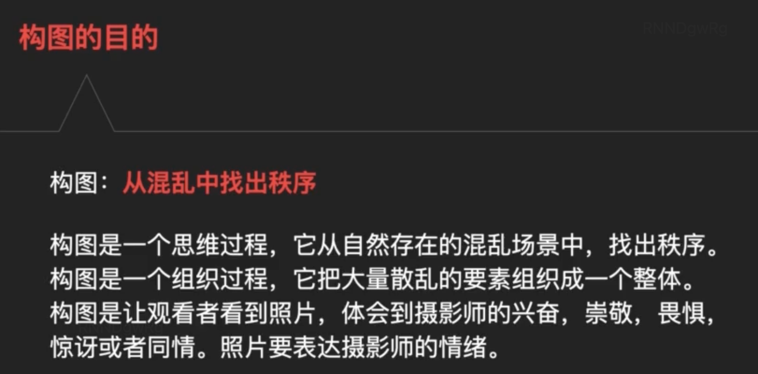 构图的目的
构图：从混乱中找出秩序
构图是一个思维过程，它从自然存在的混乱场景中，找出秩序。
构图是一个组织过程，它把大量散乱的要素组织成一个整体。
构图是让观看者看到照片，体会到摄影师的兴奋，崇敬，畏惧，
惊讶或者同情。照片要表达摄影师的情绪。